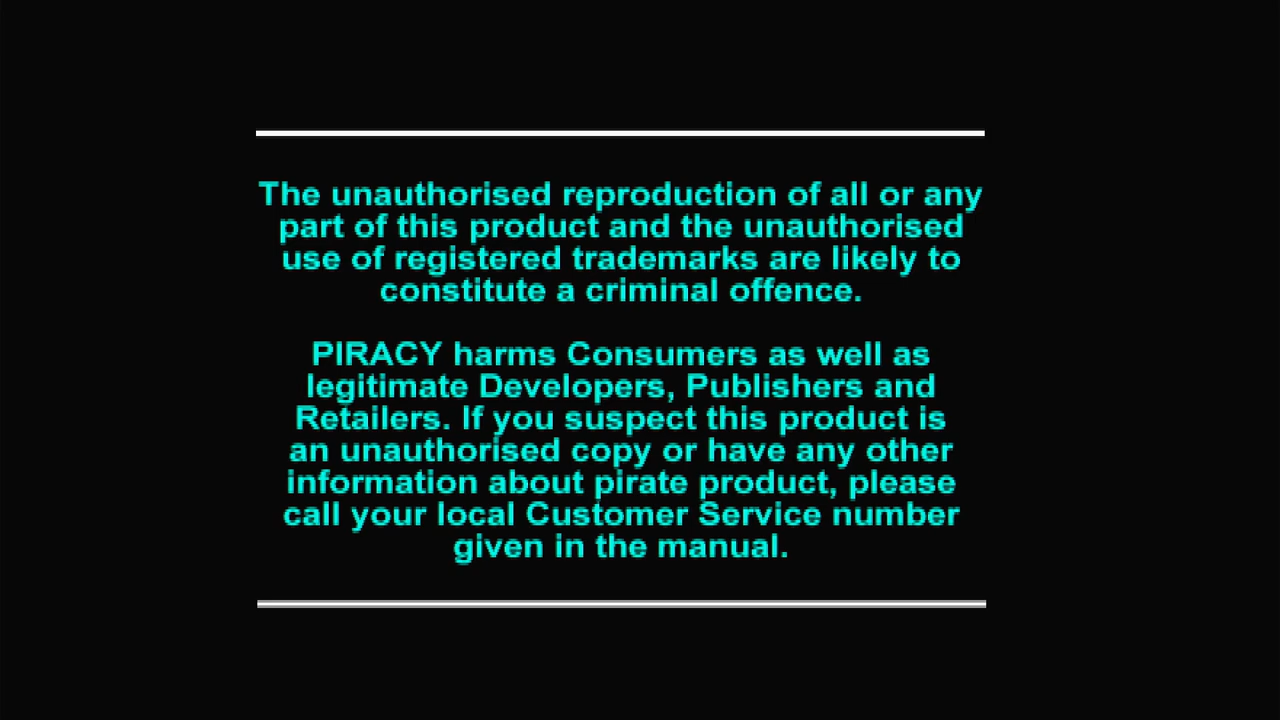 The unauthorised reproduction of all or any
part of this product and the unauthorised
use of registered trademarks are likely to
constitute a criminal offence.
PIRACY harms Consumers as well as
legitimate Developers, Publishers and
Retailers. If you suspect this product is
an unauthorised copy or have any other
information about pirate product, please
call your local Customer Service number
given in the manual.